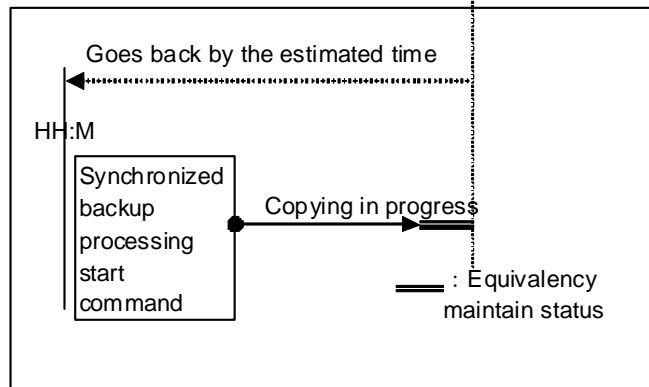 Goes back by the estimated time
HH:M
Synchronized
backup
processing
start
command
Copying in progress
: Equivalency
maintain status